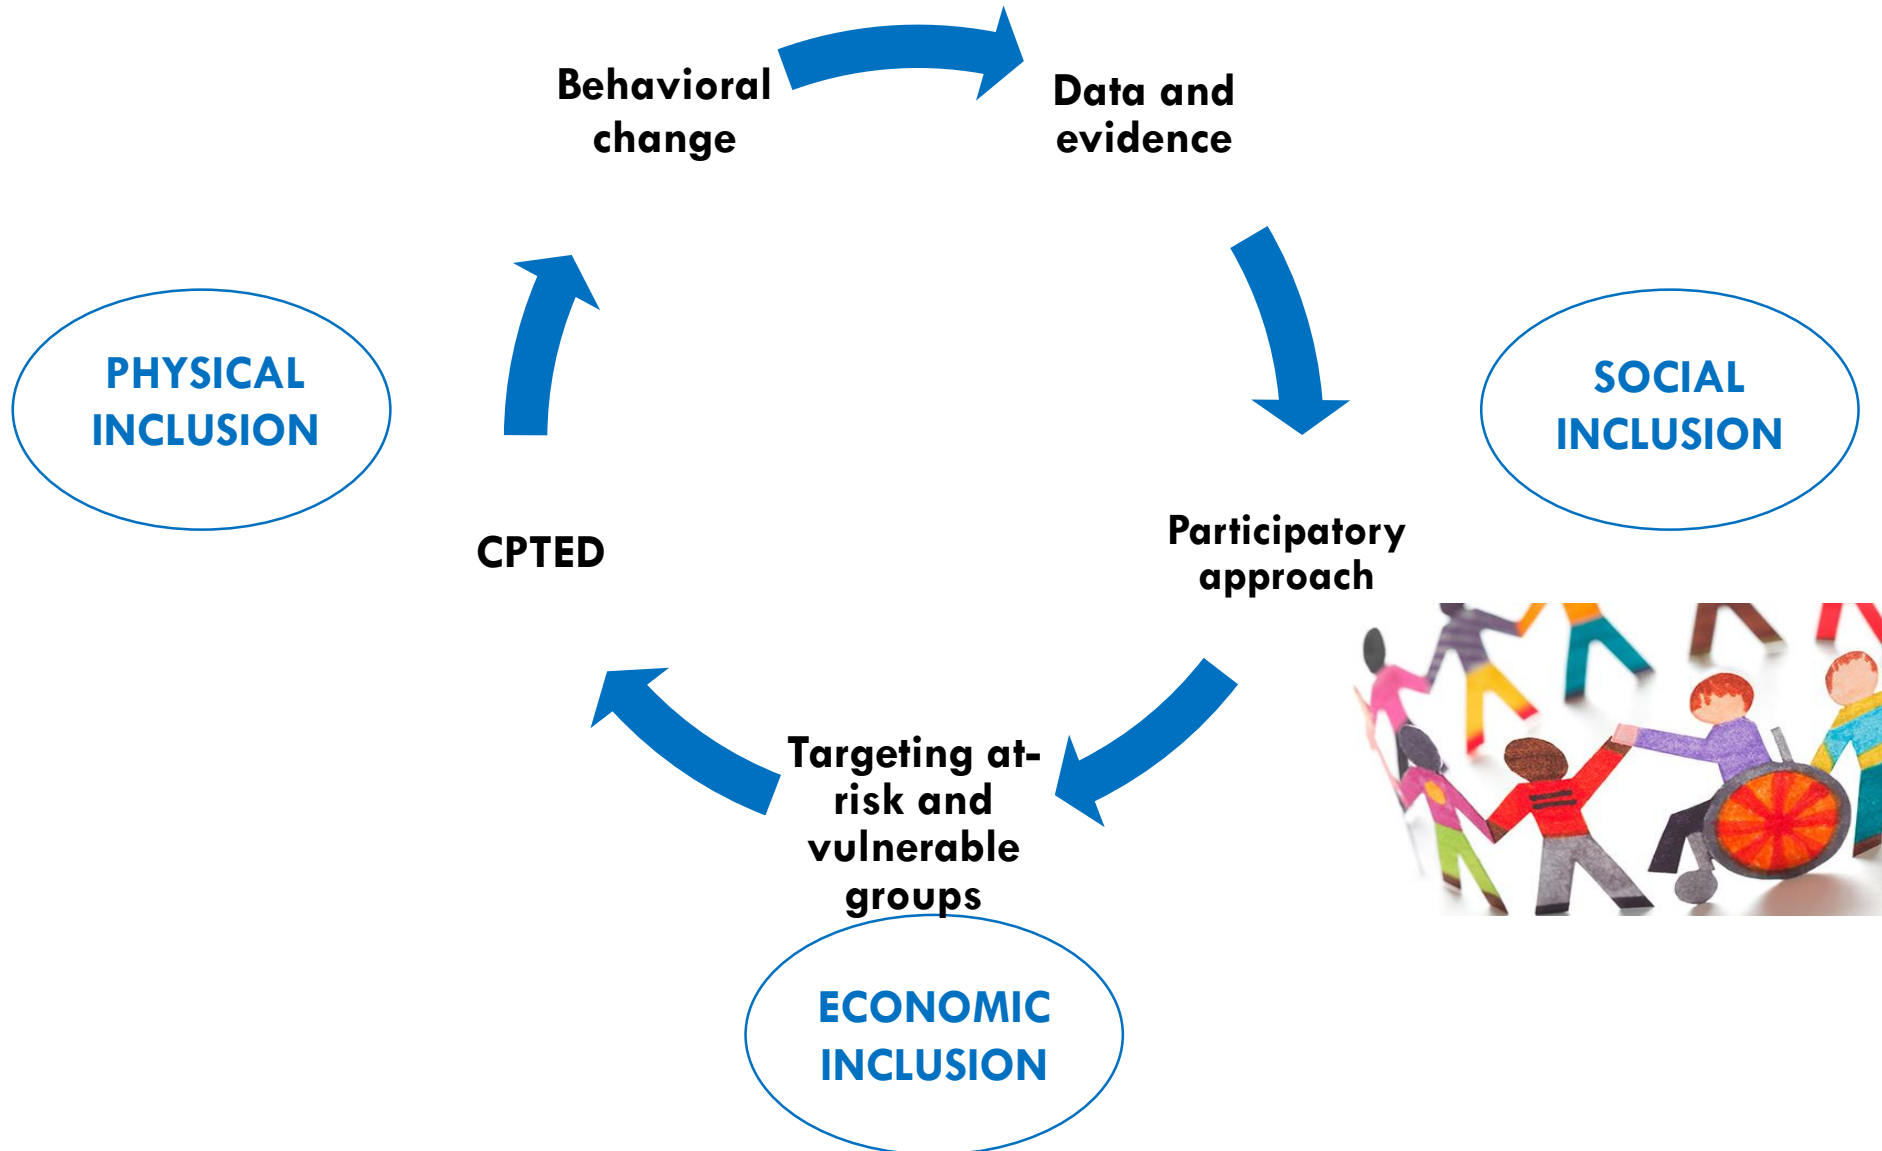 Behavioral
change
Data and
evidence
PHYSICAL
INCLUSION
SOCIAL
INCLUSION
CPTED
Participatory
approach
Targeting at-
risk and
vulnerable
groups
ECONOMIC
INCLUSION